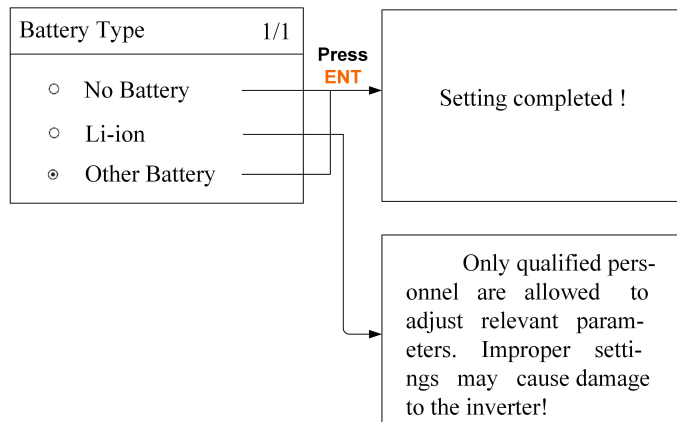 Battery Type 1/1
No Battery
Li-ion
Other Battery
Press
ENT
Setting completed !
Only qualified pers-
onnel are allowed to
adjust relevant param-
eters. Improper setti-
ngs may cause damage
to the inverter!